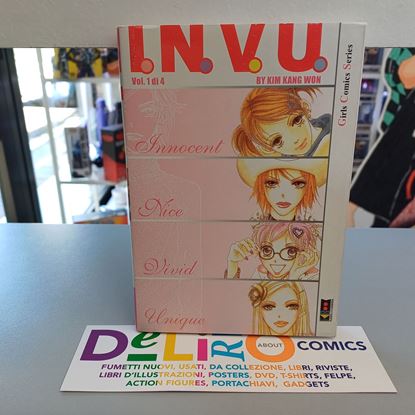 I.N.V.U.
Vol. 1 di 4
BY KIM KANG WON
Girls Comics Series
Innocent
Nice
Vivid
Unique
DeLiRO
ABOUT
COMICS
FUMETTI NUOVI, USATI, DA COLLEZIONE, LIBRI, RIVISTE,
LIBRI D'ILLUSTRAZIONI, POSTERS, DVD, T-SHIRTS, FELPE,
ACTION FIGURES, PORTACHIAVI, GADGETS